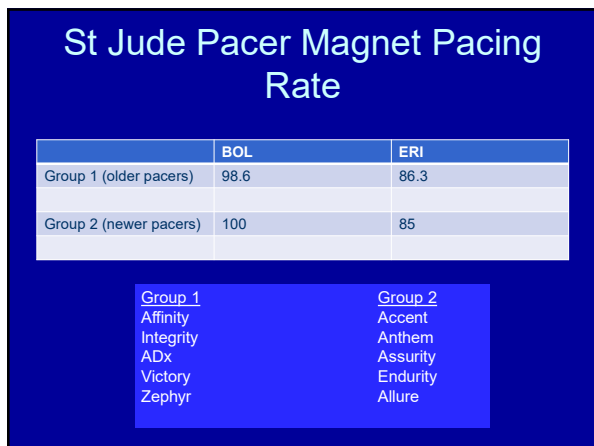 St Jude Pacer Magnet Pacing
Rate
BOL ERI
Group 1 (older pacers) 98.6 86.3
Group 2 (newer pacers) 100 85
Group 1 Group 2
Affinity Accent
Integrity Anthem
ADx Assurity
Victory Endurity
Zephyr Allure